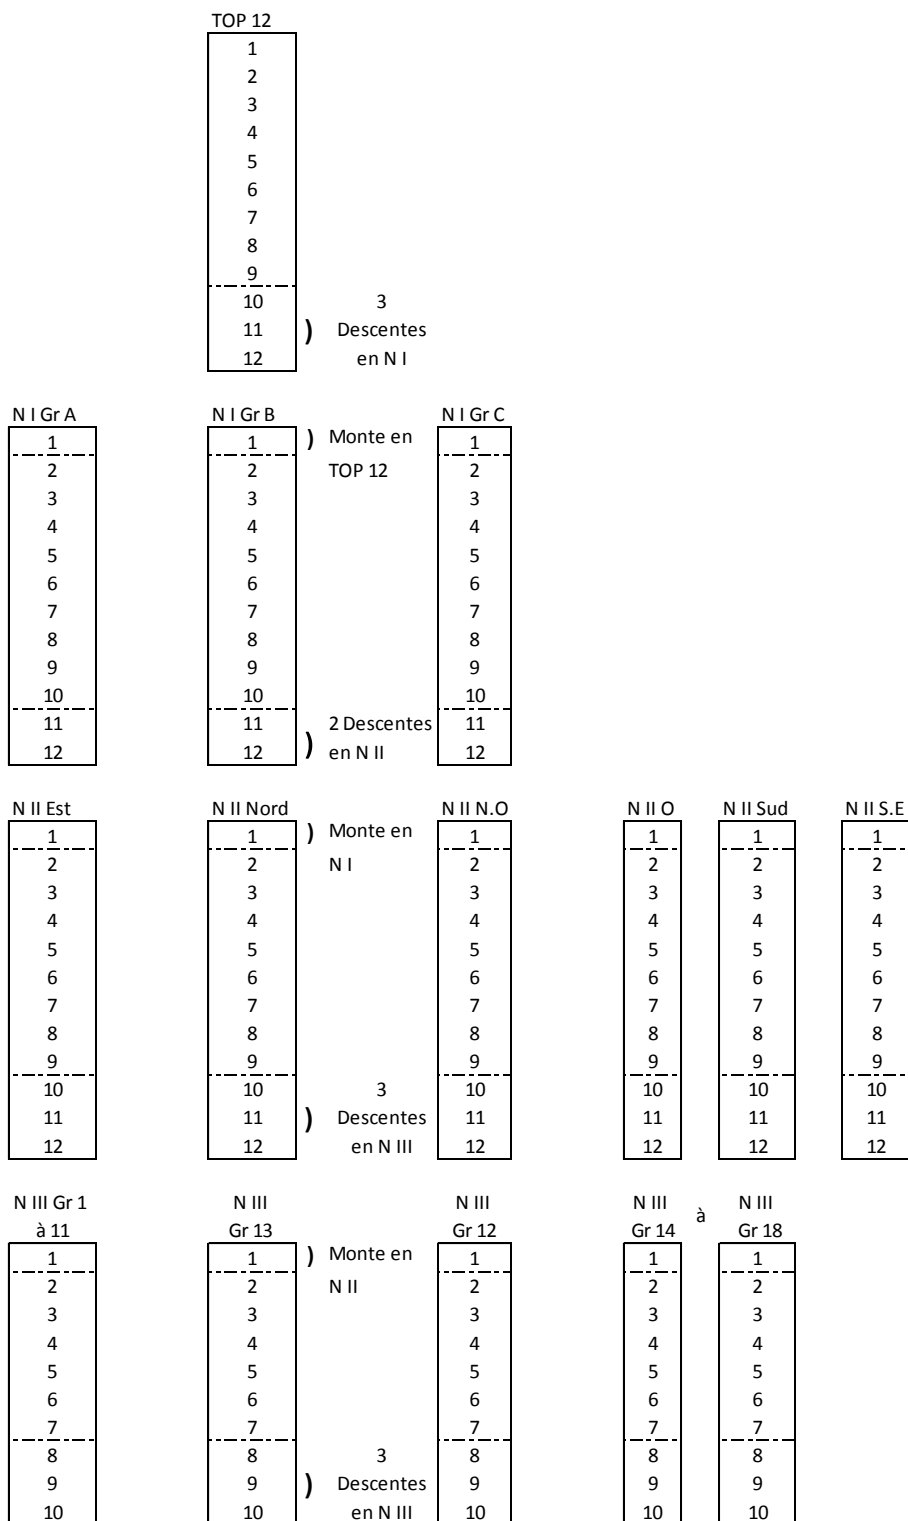 TOP 12
1
2
3
4
5
6
7
8
9
10 3
11 ) Descentes
12 en N I
N I Gr A N I Gr B N I Gr C
1 1 ) Monte en 1
2 2 TOP 12 2
3 3 3
4 4 4
5 5 5
6 6 6
7 7 7
8 8 8
9 9 9
10 10 10
11 11 2 Descentes 11
12 12 ) en N II 12
N II Est N II Nord N II N.O N II O N II Sud N II S.E
1 1 ) Monte en 1 1 1 1
2 2 N I 2 2 2 2
3 3 3 3 3 3
4 4 4 4 4 4
5 5 5 5 5 5
6 6 6 6 6 6
7 7 7 7 7 7
8 8 8 8 8 8
9 9 9 9 9 9
10 10 3 10 10 10 10
11 11 ) Descentes 11 11 11 11
12 12 en N III 12 12 12 12
N III Gr 1 N III N III N III à N III
à 11 Gr 13 Gr 12 Gr 14 Gr 18
1 1 ) Monte en 1 1 1
2 2 N II 2 2 2
3 3 3 3 3
4 4 4 4 4
5 5 5 5 5
6 6 6 6 6
7 7 7 7 7
8 8 3 8 8 8
9 9 ) Descentes 9 9 9
10 10 en N III 10 10 10